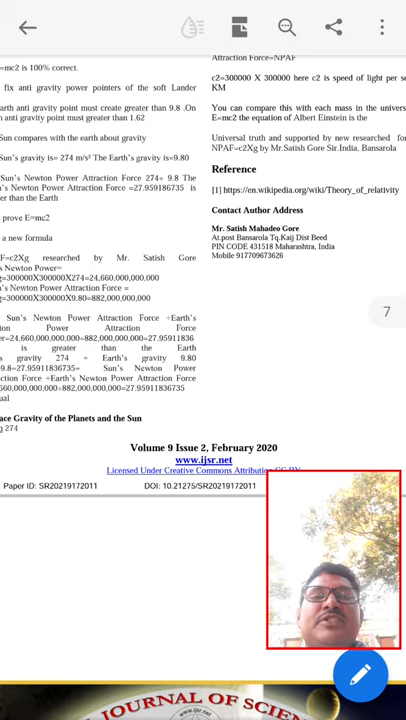 =mc2 is 100% correct.
fix anti gravity power pointers of the soft Lander
arth anti gravity point must create greater than 9.8 .On
n anti gravity point must greater than 1.62
Sun compares with the earth about gravity
Sun's gravity is= 274 m/s² The Earth's gravity is=9.80
Sun's Newton Power Attraction Force 274÷ 9.8 The
's Newton Power Attraction Force =27.959186735 is
er than the Earth
prove E=mc2
a new formula
F=c2Xg researched by Mr. Satish Gore
s Newton Power=
g=300000X300000X274=24,660,000,000,000
's Newton Power Attraction Force =
g=300000X300000X9.80=882,000,000,000
Sun's Newton Power Attraction Force ÷Earth's
ton Power Attraction Force
er=24,660,000,000,000÷882,000,000,000=27.95911836
is greater than the Earth
s gravity 274 ÷ Earth's gravity 9.80
9.8=27.95911836735= Sun's Newton Power
ction Force ÷Earth's Newton Power Attraction Force
660,000,000,000÷882,000,000,000=27.95911836735
ual
ace Gravity of the Planets and the Sun
274
Attraction Force=NPAF
c2=300000 X 300000 here c2 is speed of light per se
KM
You can compare this with each mass in the univers
E=mc2 the equation of Albert Einstein is the
Universal truth and supported by new researched for
NPAF=c2Xg by Mr.Satish Gore Sir.India, Bansarola
Reference
[1] https://en.wikipedia.org/wiki/Theory_of_relativity
Contact Author Address
Mr. Satish Mahadeo Gore
At.post Bansarola Tq.Kaij Dist Beed
PIN CODE 431518 Maharashtra, India
Mobile 917709673626
7
Volume 9 Issue 2, February 2020
www.ijsr.net
Licensed Under Creative Commons Attribution CC BY
Paper ID: SR20219172011 DOI: 10.21275/SR20219172011
JOURNAL OF SCIEN
www.ijsr.net